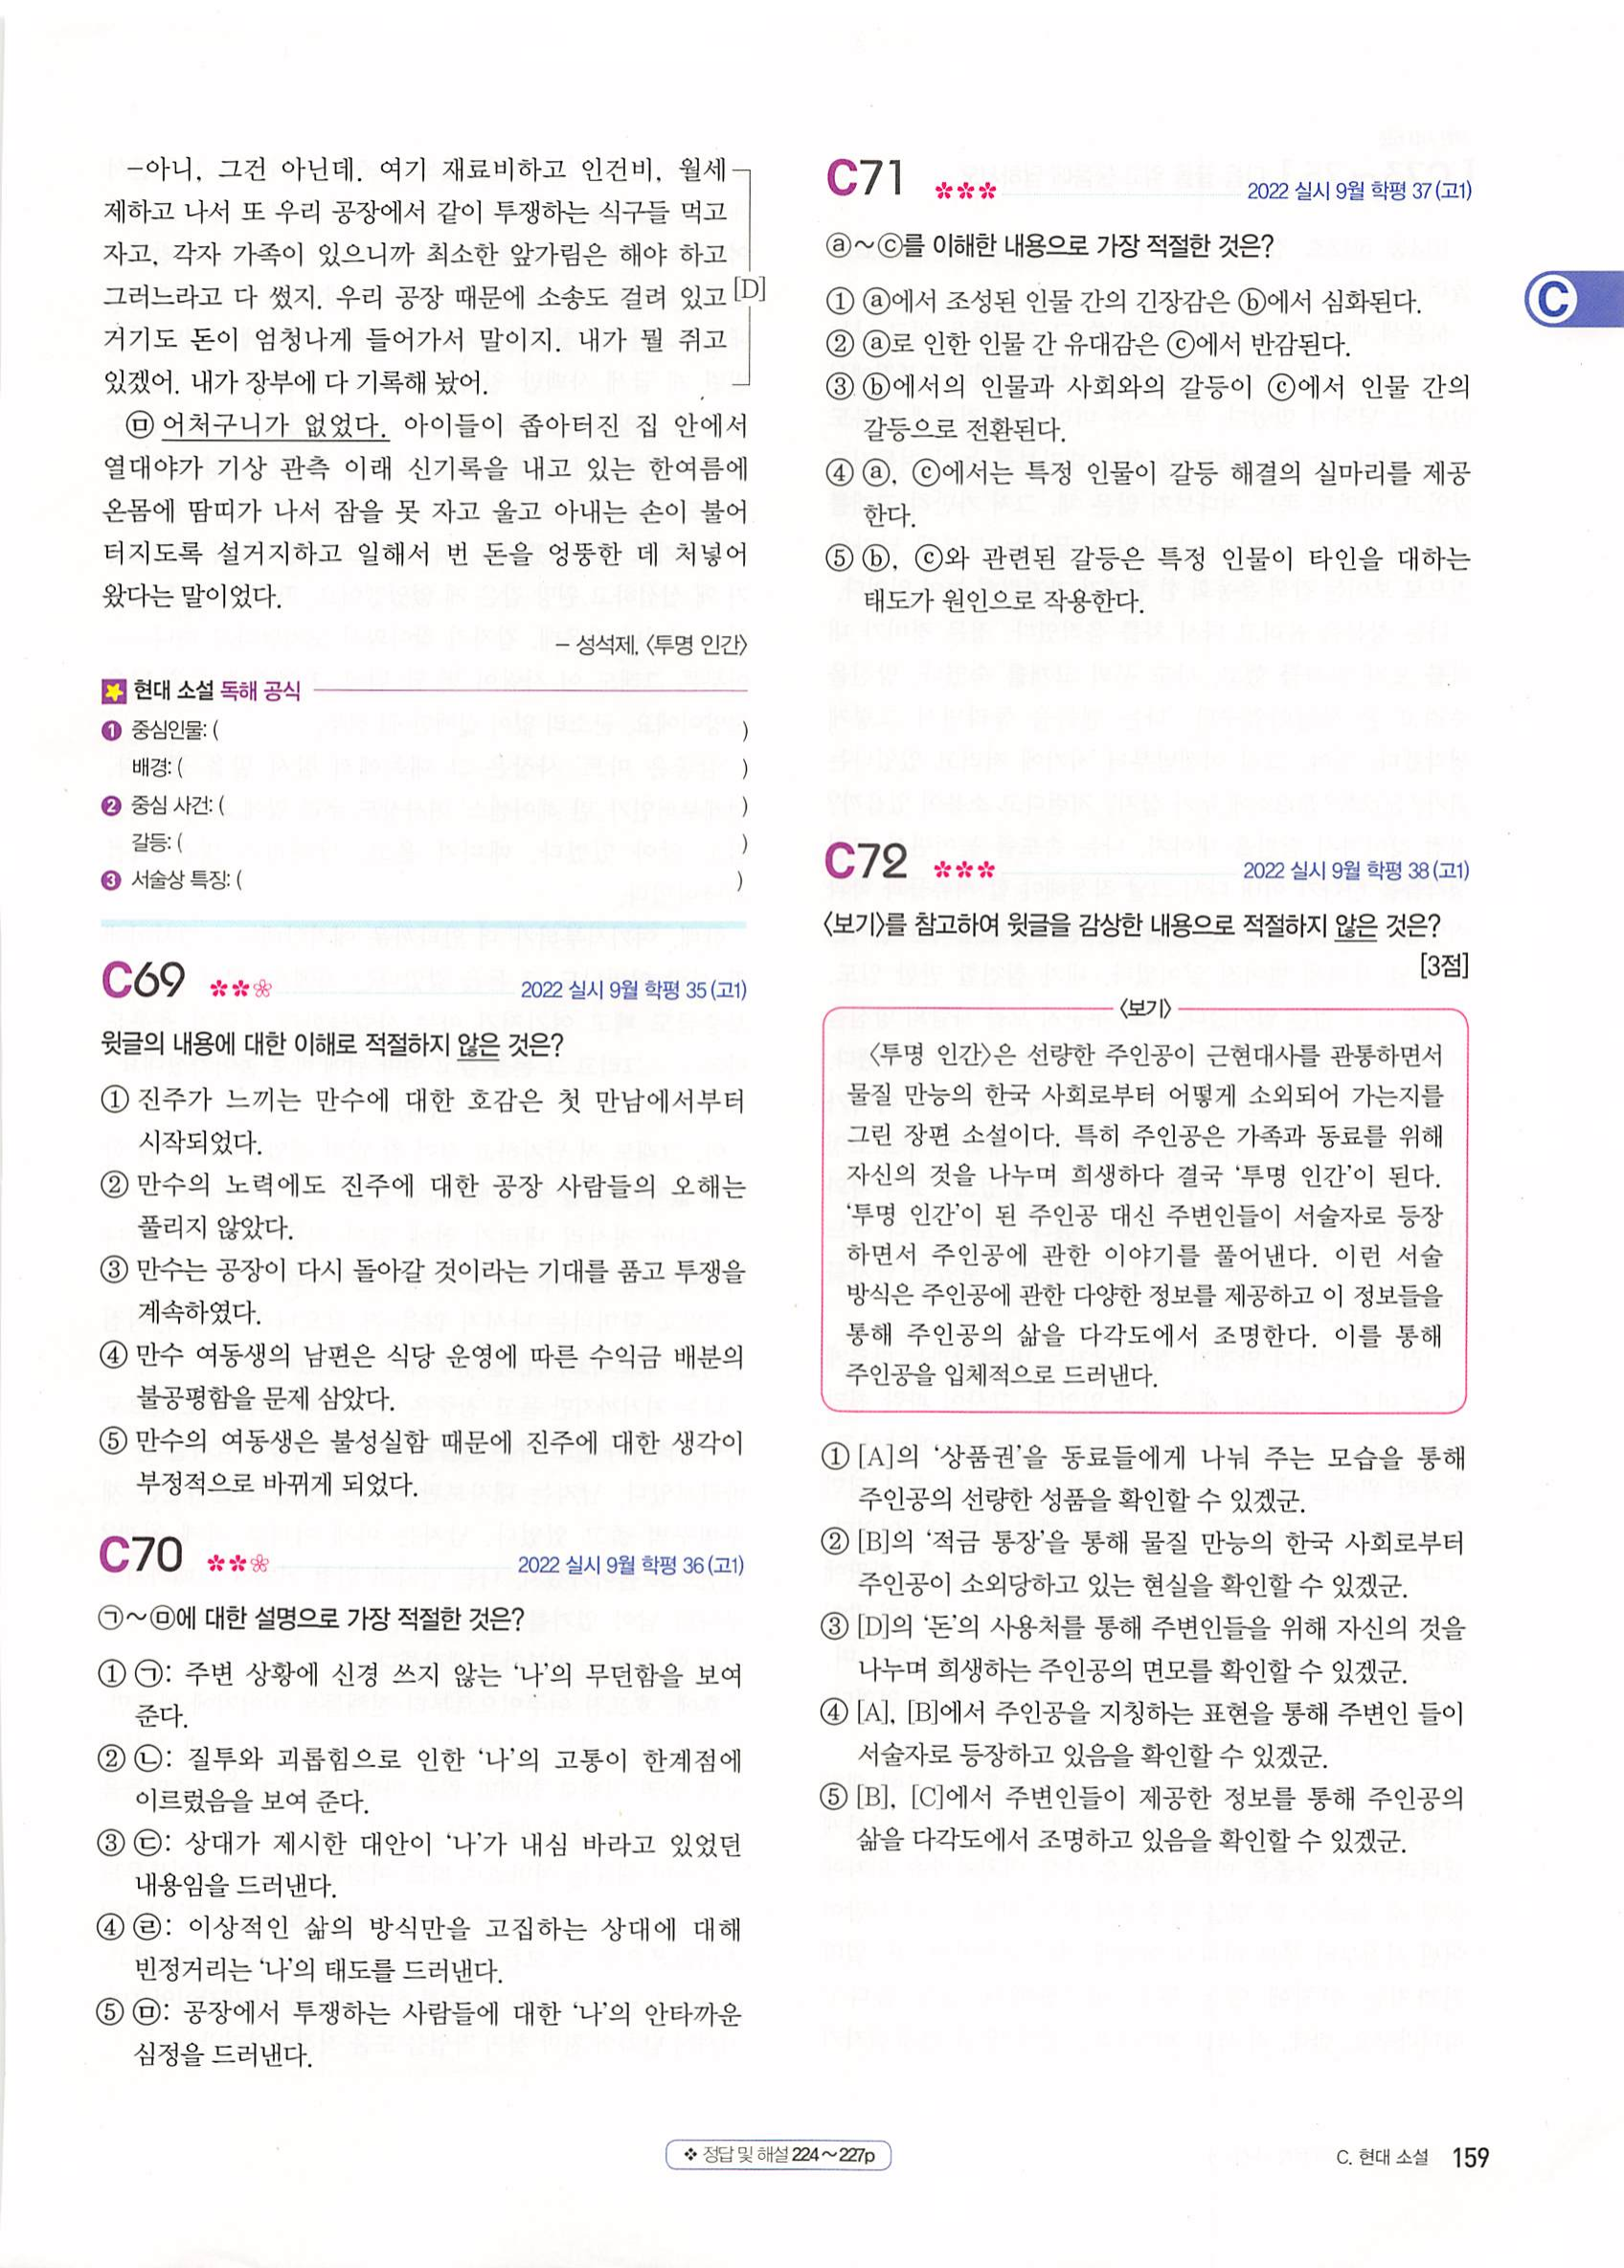 -아니, 그건 아닌데. 여기 재료비하고 인건비, 월세
제하고 나서 또 우리 공장에서 같이 투쟁하는 식구들 먹고
자고, 각자 가족이 있으니까 최소한 앞가림은 해야 하고
그러느라고 다 썼지. 우리 공장 때문에 소송도 걸려 있고 [D]
거기도 돈이 엄청나게 들어가서 말이지. 내가 뭘 쥐고
있겠어. 내가 장부에 다 기록해 놨어.
㉤ 어처구니가 없었다. 아이들이 좁아터진 집 안에서
열대야가 기상 관측 이래 신기록을 내고 있는 한여름에
온몸에 땀띠가 나서 잠을 못 자고 울고 아내는 손이 불어
터지도록 설거지하고 일해서 번 돈을 엉뚱한 데 처넣어
왔다는 말이었다.
- 성석제, 〈투명 인간〉
현대 소설 독해 공식
❶ 중심인물: ( )
배경: ( )
❷ 중심 사건: ( )
갈등: ( )
❸ 서술상 특징: ( )
C69 2022 실시 9월 학평 35 (고1)
윗글의 내용에 대한 이해로 적절하지 않은 것은?
① 진주가 느끼는 만수에 대한 호감은 첫 만남에서부터
시작되었다.
② 만수의 노력에도 진주에 대한 공장 사람들의 오해는
풀리지 않았다.
③ 만수는 공장이 다시 돌아갈 것이라는 기대를 품고 투쟁을
계속하였다.
④ 만수 여동생의 남편은 식당 운영에 따른 수익금 배분의
불공평함을 문제 삼았다.
⑤ 만수의 여동생은 불성실함 때문에 진주에 대한 생각이
부정적으로 바뀌게 되었다.
C70 2022 실시 9월 학평 36 (고1)
㉠~㉤에 대한 설명으로 가장 적절한 것은?
① ㉠: 주변 상황에 신경 쓰지 않는 ‘나’의 무던함을 보여
준다.
② ㉡: 질투와 괴롭힘으로 인한 ‘나’의 고통이 한계점에
이르렀음을 보여 준다.
③ ㉢: 상대가 제시한 대안이 ‘나’가 내심 바라고 있었던
내용임을 드러낸다.
④ ㉣: 이상적인 삶의 방식만을 고집하는 상대에 대해
빈정거리는 ‘나’의 태도를 드러낸다.
⑤ ㉤: 공장에서 투쟁하는 사람들에 대한 ‘나’의 안타까운
심정을 드러낸다.
C71 2022 실시 9월 학평 37 (고1)
ⓐ~ⓒ를 이해한 내용으로 가장 적절한 것은?
① ⓐ에서 조성된 인물 간의 긴장감은 ⓑ에서 심화된다.
② ⓐ로 인한 인물 간 유대감은 ⓒ에서 반감된다.
③ ⓑ에서의 인물과 사회와의 갈등이 ⓒ에서 인물 간의
갈등으로 전환된다.
④ ⓐ, ⓒ에서는 특정 인물이 갈등 해결의 실마리를 제공
한다.
⑤ ⓑ, ⓒ와 관련된 갈등은 특정 인물이 타인을 대하는
태도가 원인으로 작용한다.
C
C72 2022 실시 9월 학평 38 (고1)
〈보기〉를 참고하여 윗글을 감상한 내용으로 적절하지 않은 것은?
[3점]
〈보기〉
〈투명 인간〉은 선량한 주인공이 근현대사를 관통하면서
물질 만능의 한국 사회로부터 어떻게 소외되어 가는지를
그린 장편 소설이다. 특히 주인공은 가족과 동료를 위해
자신의 것을 나누며 희생하다 결국 ‘투명 인간’이 된다.
‘투명 인간’이 된 주인공 대신 주변인들이 서술자로 등장
하면서 주인공에 관한 이야기를 풀어낸다. 이런 서술
방식은 주인공에 관한 다양한 정보를 제공하고 이 정보들을
통해 주인공의 삶을 다각도에서 조명한다. 이를 통해
주인공을 입체적으로 드러낸다.
① [A]의 ‘상품권’을 동료들에게 나눠 주는 모습을 통해
주인공의 선량한 성품을 확인할 수 있겠군.
② [B]의 ‘적금 통장’을 통해 물질 만능의 한국 사회로부터
주인공이 소외당하고 있는 현실을 확인할 수 있겠군.
③ [D]의 ‘돈’의 사용처를 통해 주변인들을 위해 자신의 것을
나누며 희생하는 주인공의 면모를 확인할 수 있겠군.
④ [A], [B]에서 주인공을 지칭하는 표현을 통해 주변인 들이
서술자로 등장하고 있음을 확인할 수 있겠군.
⑤ [B], [C]에서 주변인들이 제공한 정보를 통해 주인공의
삶을 다각도에서 조명하고 있음을 확인할 수 있겠군.
❖ 정답 및 해설 224~227p
C. 현대 소설 159